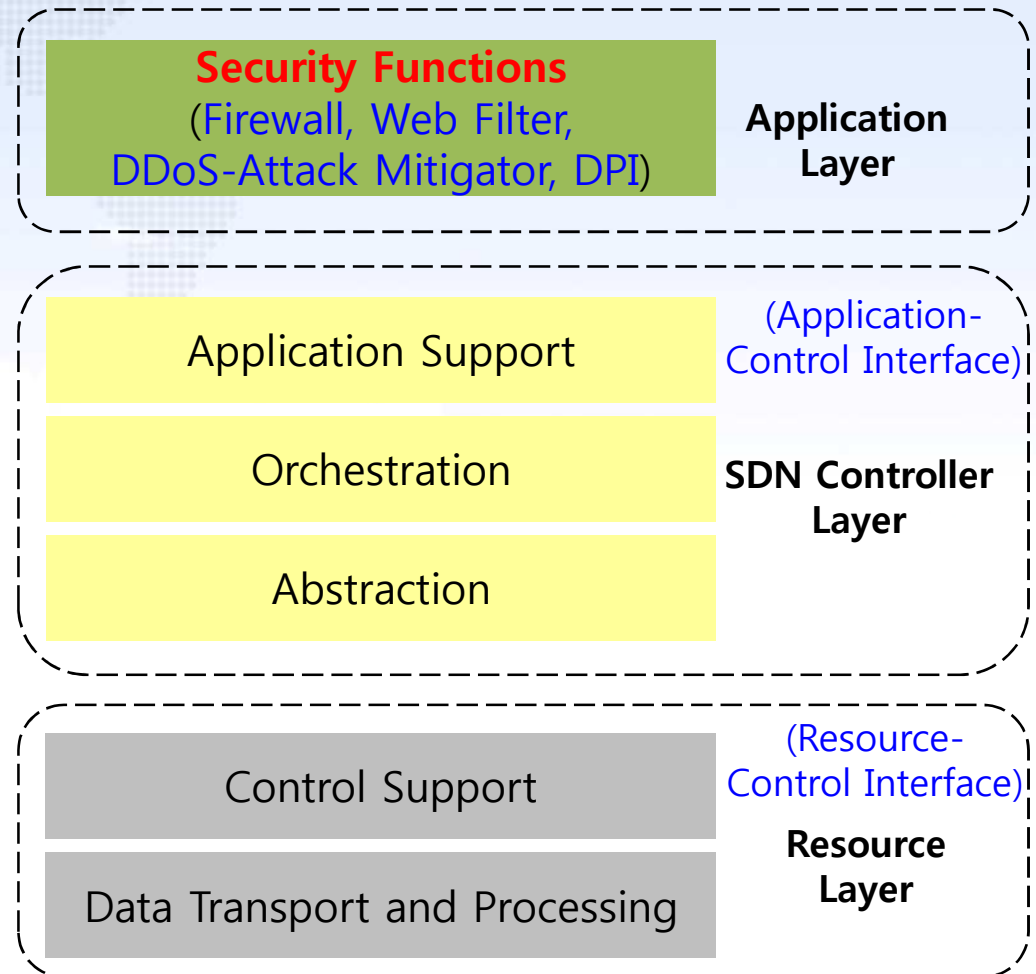 Security Functions
(Firewall, Web Filter,
DDoS-Attack Mitigator, DPI)
Application
Layer
Application Support
(Application-
Control Interface)
Orchestration
SDN Controller
Layer
Abstraction
Control Support
(Resource-
Control Interface)
Resource
Layer
Data Transport and Processing